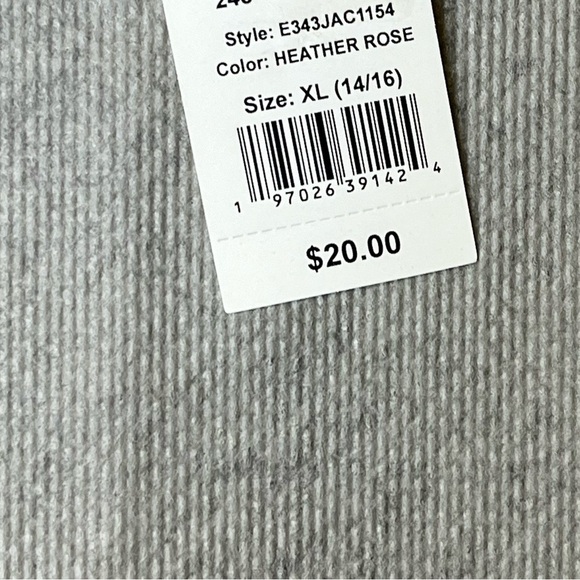 Style: E343JAC1154
Color: HEATHER ROSE
Size: XL (14/16)
1 97026 39142 4
$20.00